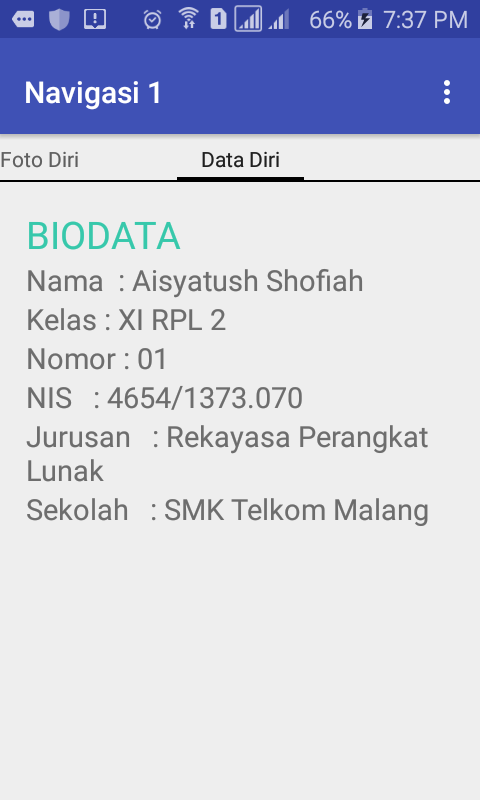 1 66% 7:37 PM
Navigasi 1
Foto Diri Data Diri
BIODATA
Nama : Aisyatush Shofiah
Kelas : XI RPL 2
Nomor : 01
NIS : 4654/1373.070
Jurusan : Rekayasa Perangkat
Lunak
Sekolah : SMK Telkom Malang